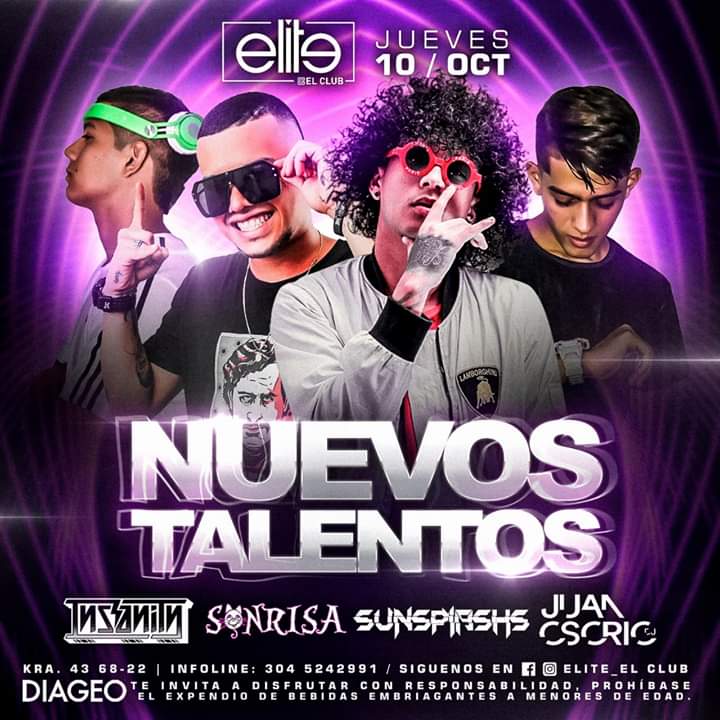 elite
@EL CLUB
JUEVES
10 / OCT
LAMBORGHINI
NUEVOS
TALENTOS
INSANITY
SONRISA
JUAN
OSORIO
DJ
KRA. 43 68-22 | INFOLINE: 304 5242991 / SIGUENOS EN f ELITE_EL CLUB
DIAGEO TE INVITA A DISFRUTAR CON RESPONSABILIDAD, PROHÍBASE
EL EXPENDIO DE BEBIDAS EMBRIAGANTES A MENORES DE EDAD.